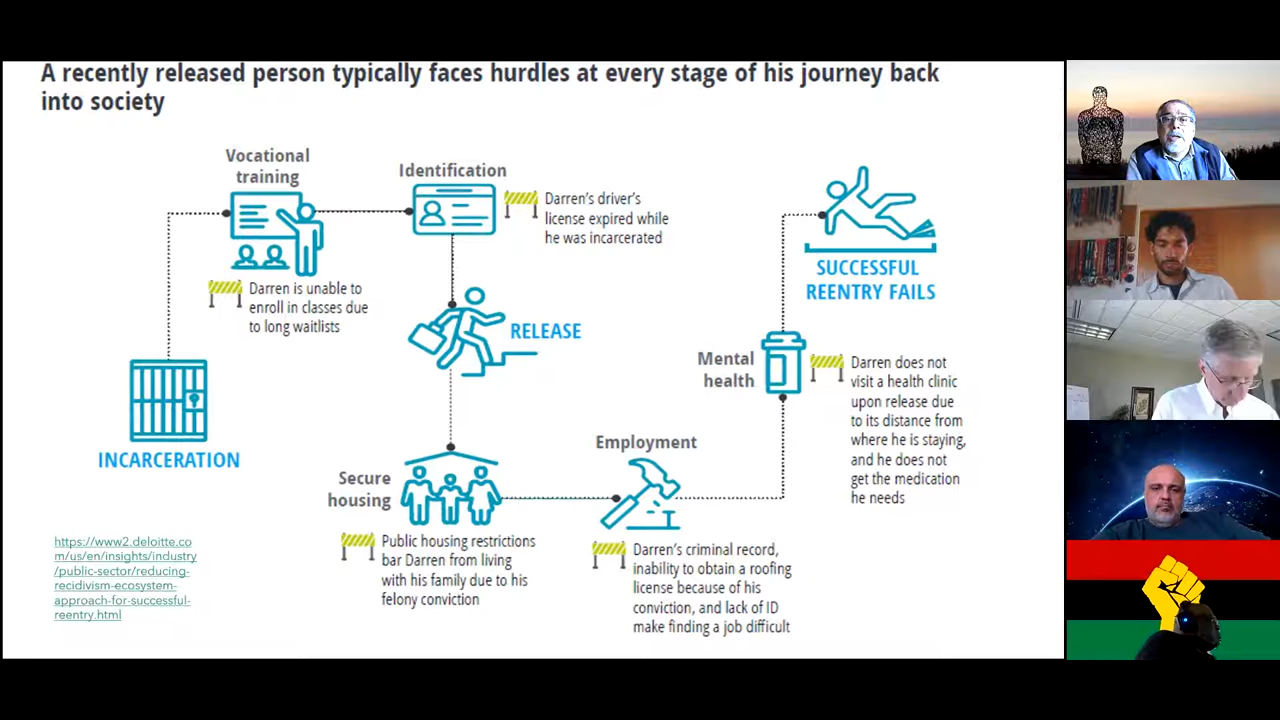 A recently released person typically faces hurdles at every stage of his journey back
into society
Vocational
training
Darren is unable to
enroll in classes due
to long waitlists
Identification
Darren's driver's
license expired while
he was incarcerated
INCARCERATION
RELEASE
Secure
housing
Public housing restrictions
bar Darren from living
with his family due to his
felony conviction
Employment
Darren's criminal record,
inability to obtain a roofing
license because of his
conviction, and lack of ID
make finding a job difficult
Mental
health
Darren does not
visit a health clinic
upon release due
to its distance from
where he is staying,
and he does not
get the medication
he needs
SUCCESSFUL
REENTRY FAILS
https://www2.deloitte.co
m/us/en/insights/industry
/public-sector/reducing-
recidivism-ecosystem-
approach-for-successful-
reentry.html